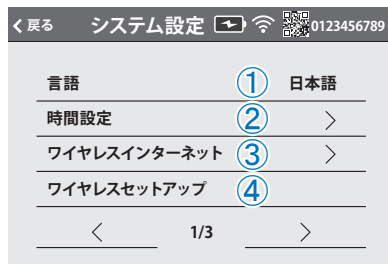 < 戻る システム設定 0123456789
言語 ① 日本語
時間設定 ② >
ワイヤレスインターネット ③ >
ワイヤレスセットアップ ④
< 1/3 >